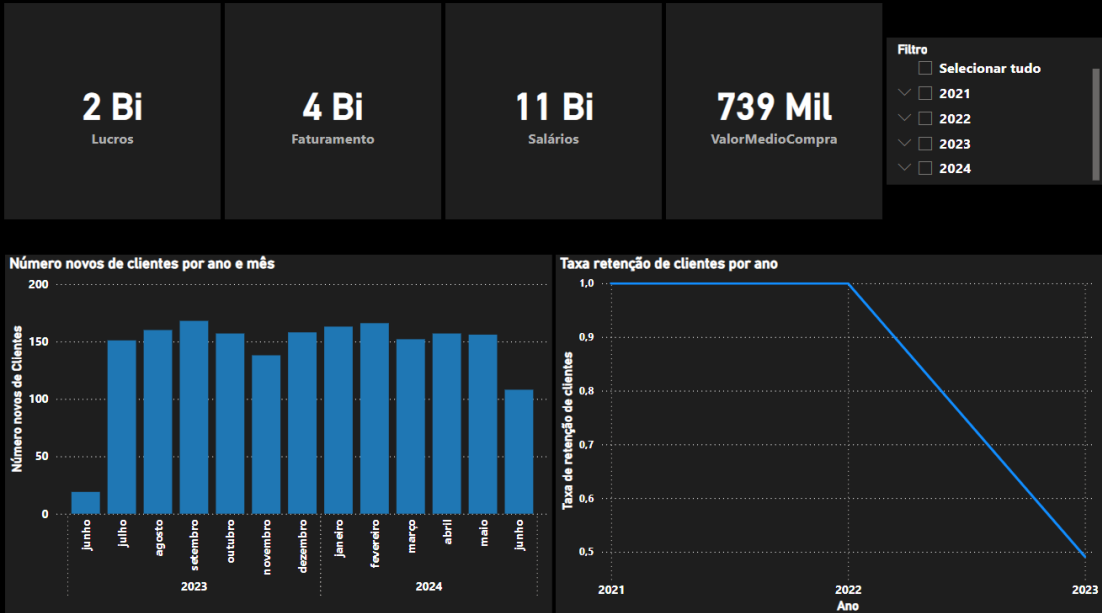 2 Bi
Lucros
4 Bi
Faturamento
11 Bi
Salários
739 Mil
ValorMedioCompra
Filtro
Selecionar tudo
2021
2022
2023
2024
Número novos de clientes por ano e mês
Número novos de Clientes
200
150
100
50
0
junho
julho
agosto
setembro
outubro
novembro
dezembro
janeiro
fevereiro
março
abril
maio
junho
2023
2024
Taxa retenção de clientes por ano
Taxa de retenção de clientes
1,0
0,9
0,8
0,7
0,6
0,5
2021
2022
2023
Ano